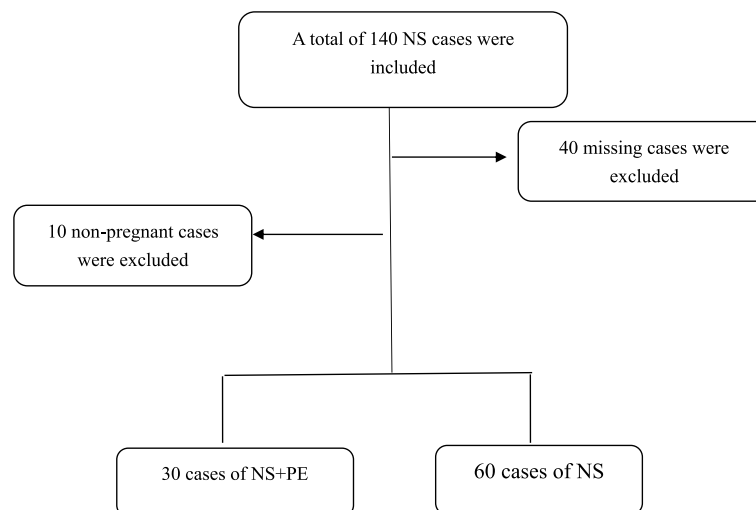 A total of 140 NS cases were
included
40 missing cases were
excluded
10 non-pregnant cases
were excluded
30 cases of NS+PE
60 cases of NS